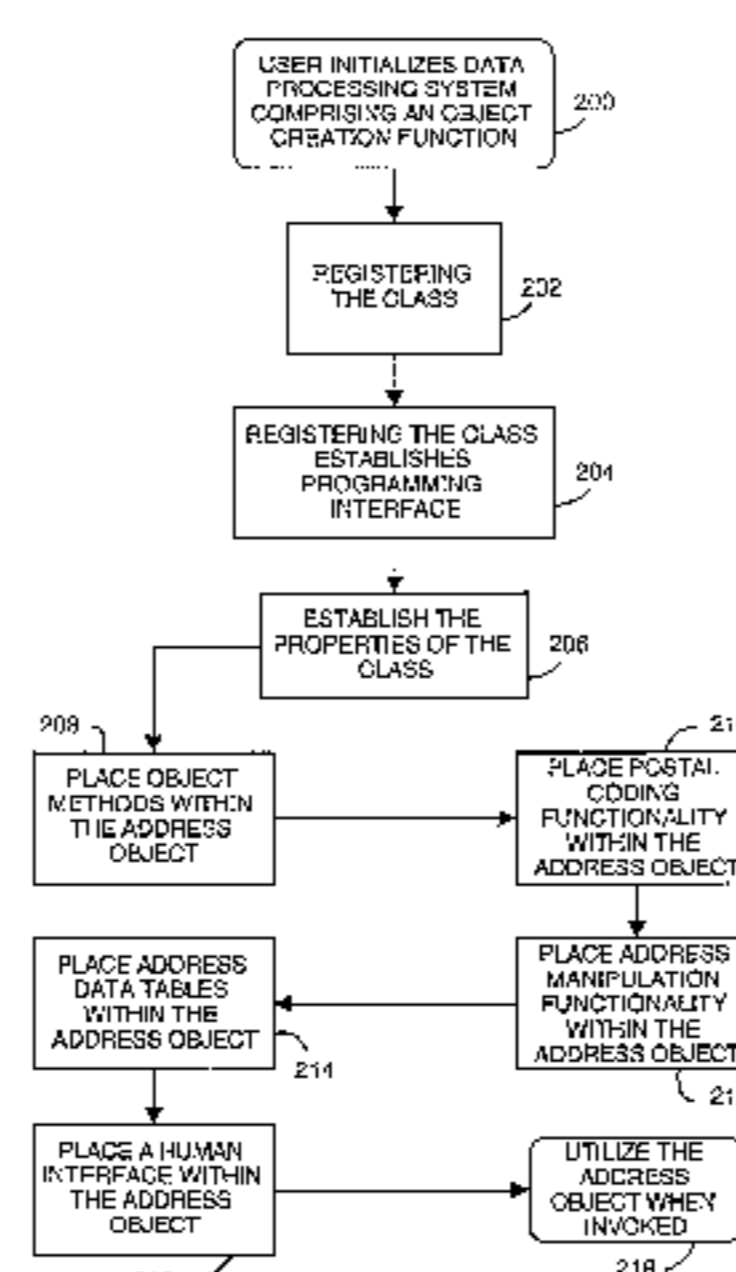 USER INITIALIZES DATA
PROCESSING SYSTEM
COMPRISING AN OBJECT
CREATION FUNCTION
200
REGISTERING
THE CLASS
202
REGISTERING THE CLASS
ESTABLISHES
PROGRAMMING
INTERFACE
204
ESTABLISH THE
PROPERTIES OF THE
CLASS
206
208
PLACE OBJECT
METHODS WITHIN
THE ADDRESS
OBJECT
PLACE POSTAL
CODING
FUNCTIONALITY
WITHIN THE
ADDRESS OBJECT
PLACE ADDRESS
MANIPULATION
FUNCTIONALITY
WITHIN THE
ADDRESS OBJECT
PLACE ADDRESS
DATA TABLES
WITHIN THE
ADDRESS OBJECT
214
PLACE A HUMAN
INTERFACE WITHIN
THE ADDRESS
OBJECT
UTILIZE THE
ADDRESS
OBJECT WHEN
INVOKED
218